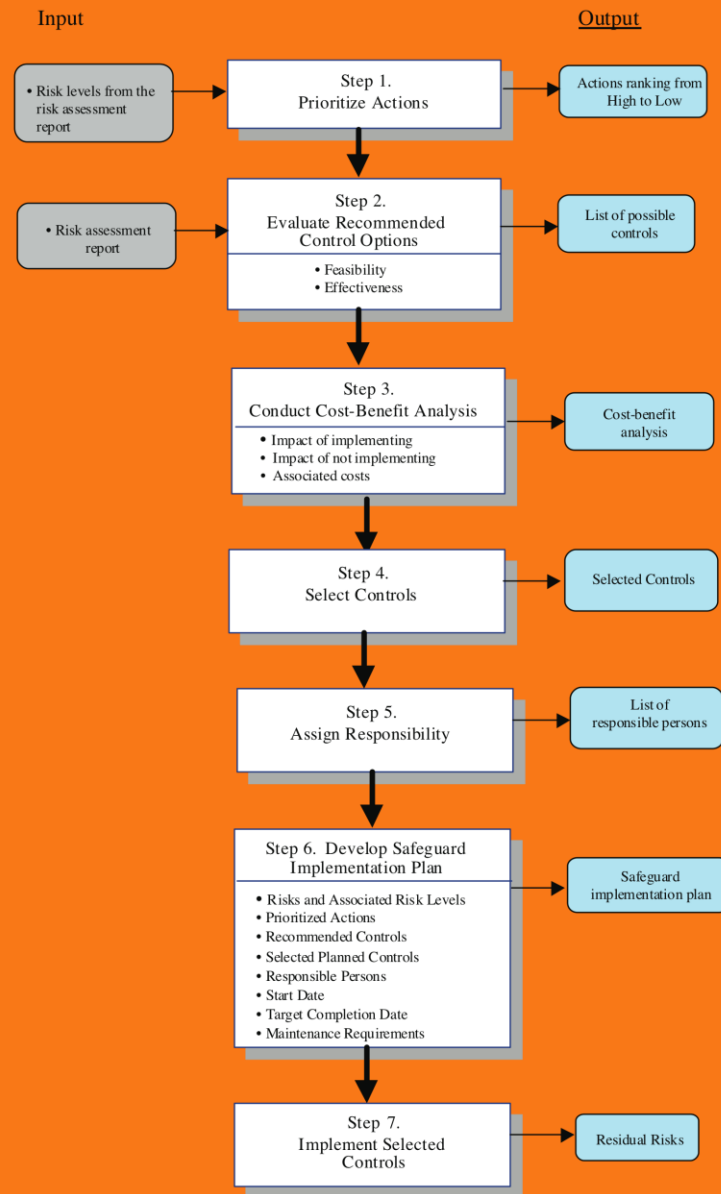 Input
Output
• Risk levels from the
risk assessment
report
Step 1.
Prioritize Actions
Actions ranking from
High to Low
• Risk assessment
report
Step 2.
Evaluate Recommended
Control Options
• Feasibility
• Effectiveness
List of possible
controls
Step 3.
Conduct Cost-Benefit Analysis
• Impact of implementing
• Impact of not implementing
• Associated costs
Cost-benefit
analysis
Step 4.
Select Controls
Selected Controls
Step 5.
Assign Responsibility
List of
responsible persons
Step 6. Develop Safeguard
Implementation Plan
• Risks and Associated Risk Levels
• Prioritized Actions
• Recommended Controls
• Selected Planned Controls
• Responsible Persons
• Start Date
• Target Completion Date
• Maintenance Requirements
Safeguard
implementation plan
Step 7.
Implement Selected
Controls
Residual Risks